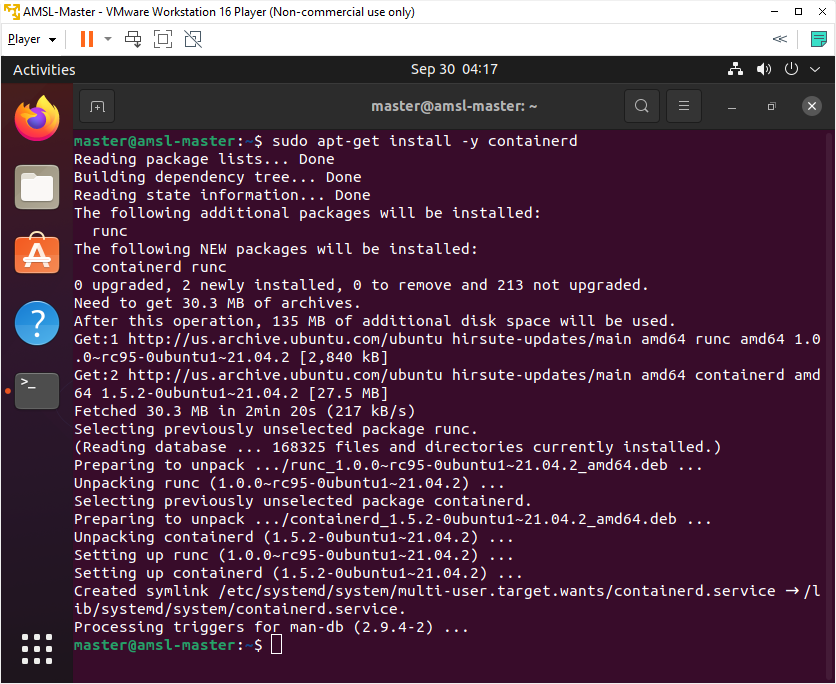 AMSL-Master - VMware Workstation 16 Player (Non-commercial use only)
Player
Activities
Sep 30 04:17
master@amsl-master: ~
master@amsl-master:~$ sudo apt-get install -y containerd
Reading package lists... Done
Building dependency tree... Done
Reading state information... Done
The following additional packages will be installed:
runc
The following NEW packages will be installed:
containerd runc
0 upgraded, 2 newly installed, 0 to remove and 213 not upgraded.
Need to get 30.3 MB of archives.
After this operation, 135 MB of additional disk space will be used.
Get:1 http://us.archive.ubuntu.com/ubuntu hirsute-updates/main amd64 runc amd64 1.0
.0~rc95-0ubuntu1~21.04.2 [2,840 kB]
Get:2 http://us.archive.ubuntu.com/ubuntu hirsute-updates/main amd64 containerd amd
64 1.5.2-0ubuntu1~21.04.2 [27.5 MB]
Fetched 30.3 MB in 2min 20s (217 kB/s)
Selecting previously unselected package runc.
(Reading database ... 168325 files and directories currently installed.)
Preparing to unpack .../runc_1.0.0~rc95-0ubuntu1~21.04.2_amd64.deb ...
Unpacking runc (1.0.0~rc95-0ubuntu1~21.04.2) ...
Selecting previously unselected package containerd.
Preparing to unpack .../containerd_1.5.2-0ubuntu1~21.04.2_amd64.deb ...
Unpacking containerd (1.5.2-0ubuntu1~21.04.2) ...
Setting up runc (1.0.0~rc95-0ubuntu1~21.04.2) ...
Setting up containerd (1.5.2-0ubuntu1~21.04.2) ...
Created symlink /etc/systemd/system/multi-user.target.wants/containerd.service → /l
ib/systemd/system/containerd.service.
Processing triggers for man-db (2.9.4-2) ...
master@amsl-master:~$